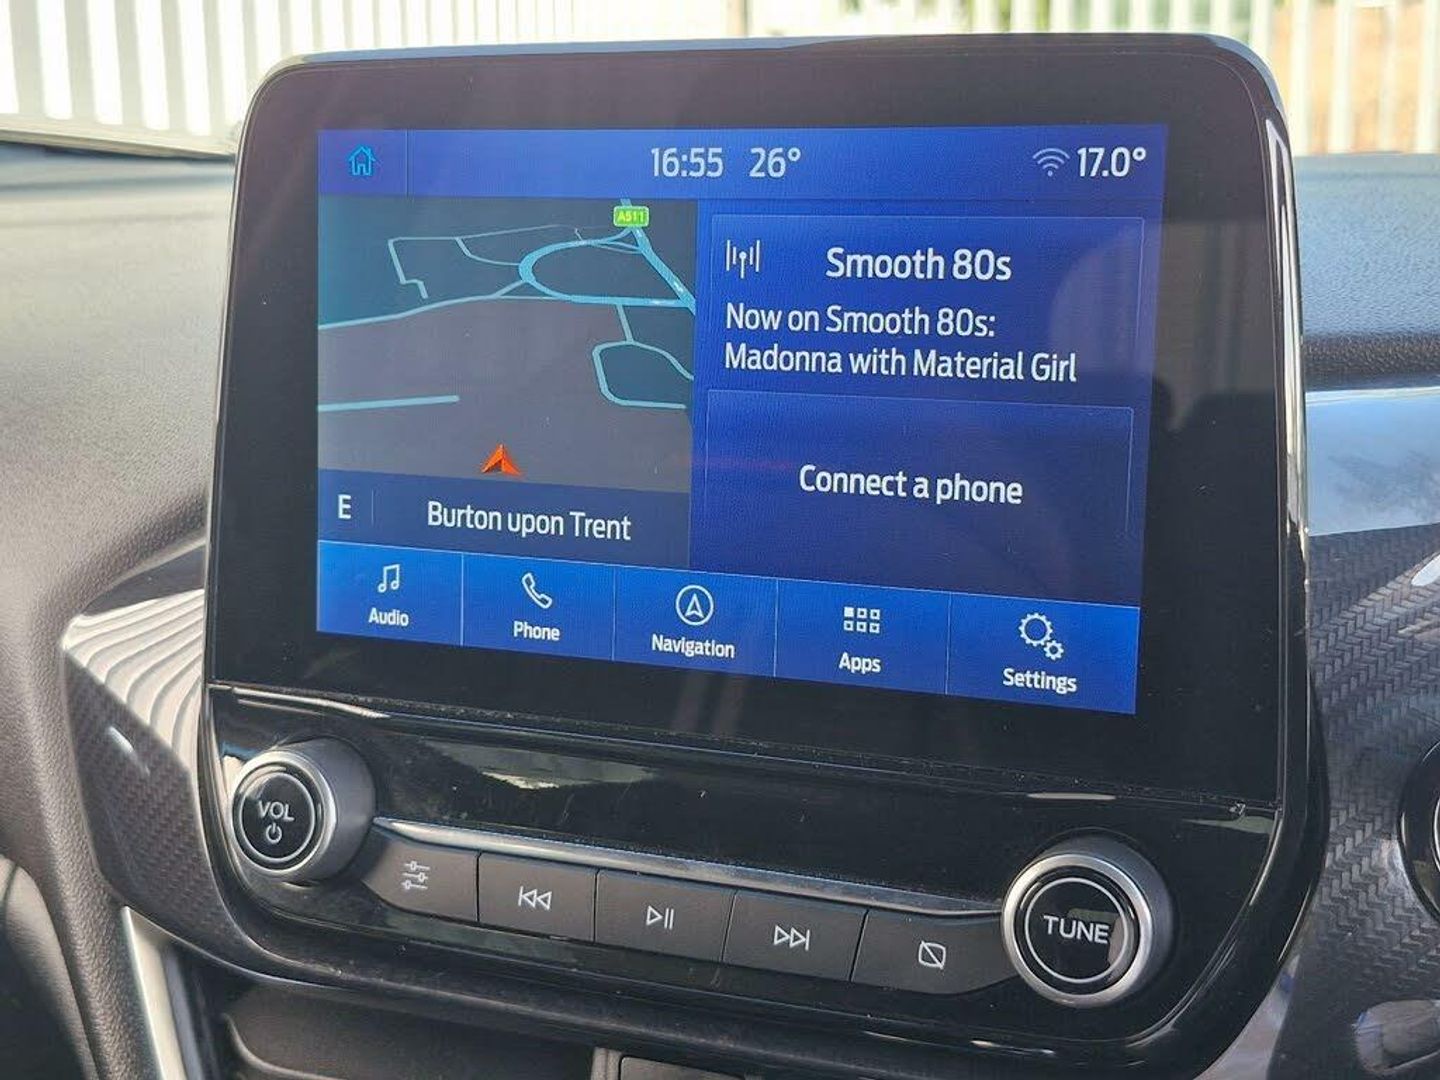 16:55 26° 17.0°
A511
Smooth 80s
Now on Smooth 80s:
Madonna with Material Girl
Connect a phone
E Burton upon Trent
Audio Phone Navigation Apps Settings
VOL
TUNE